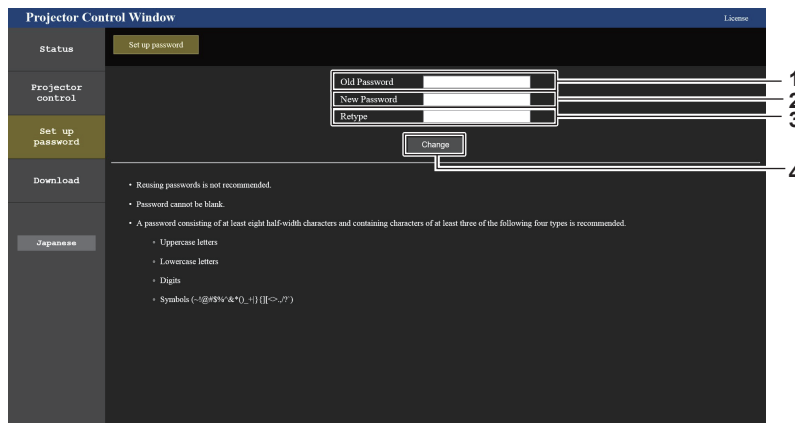 Projector Control Window
License
Status
Set up password
Projector
control
Set up
password
Download
Japanese
Old Password
1
New Password
2
Retype
3
Change
4
• Reusing passwords is not recommended.
• Password cannot be blank.
• A password consisting of at least eight half-width characters and containing characters of at least three of the following four types is recommended.
Uppercase letters
Lowercase letters
Digits
Symbols (~!@#$%^&*()_+|}{][<>.,/?`)